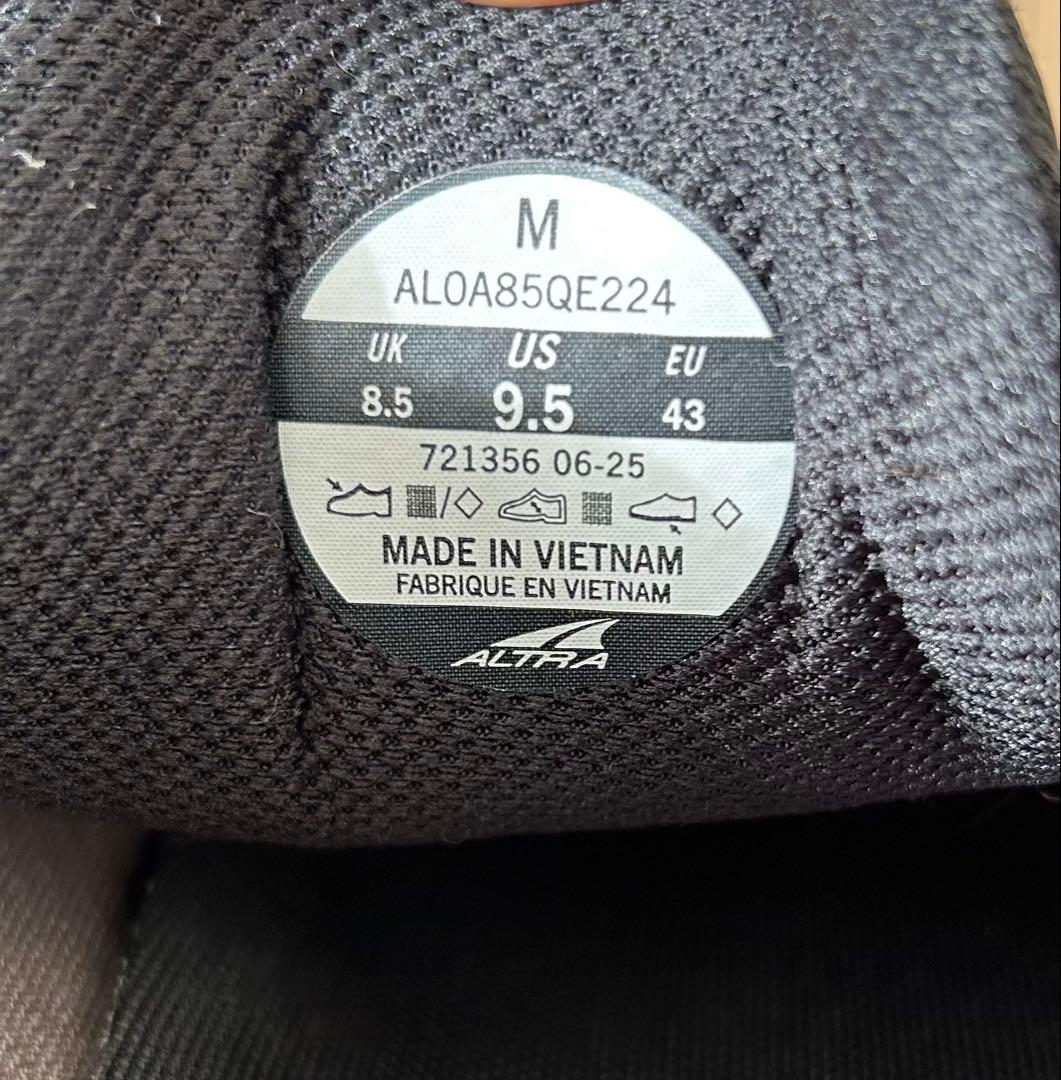 M
AL0A85QE224
UK US EU
8.5 9.5 43
721356 06-25
/
MADE IN VIETNAM
FABRIQUE EN VIETNAM
ALTRA